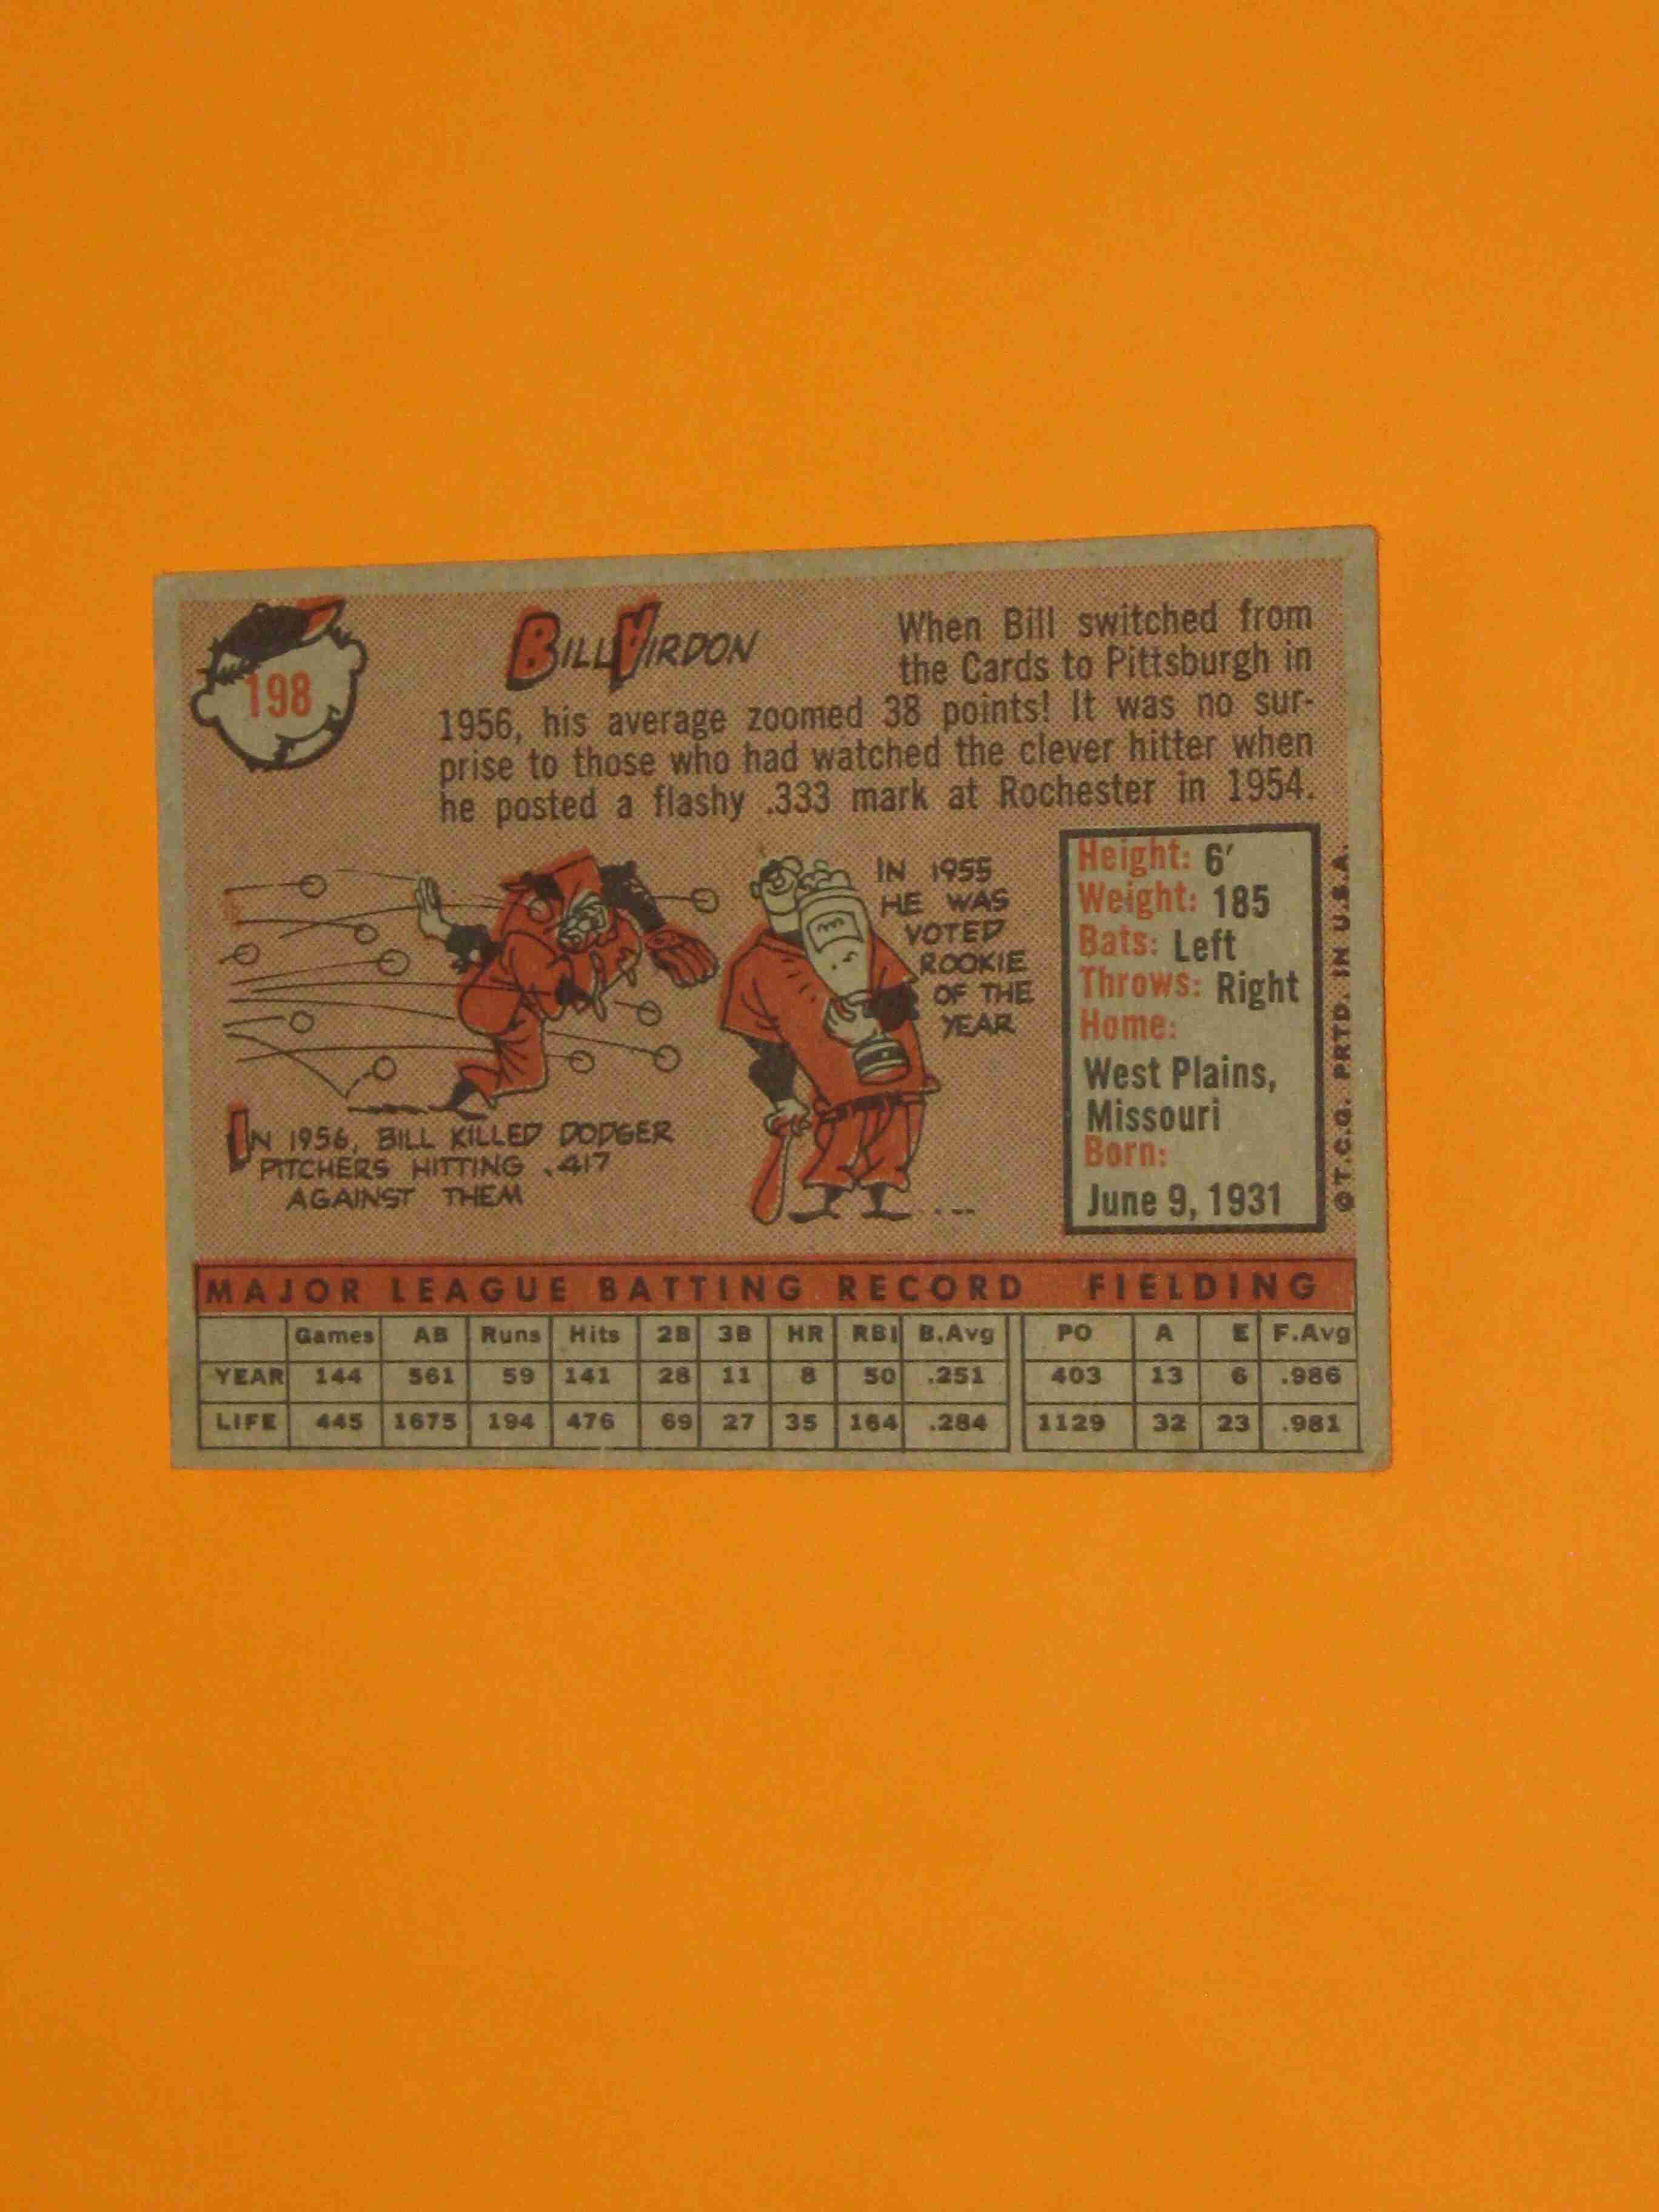 198
BILL VIRDON
When Bill switched from
the Cards to Pittsburgh in
1956, his average zoomed 38 points! It was no sur-
prise to those who had watched the clever hitter when
he posted a flashy .333 mark at Rochester in 1954.
IN 1956, BILL KILLED DODGER
PITCHERS HITTING .417
AGAINST THEM
IN 1955
HE WAS
VOTED
ROOKIE
OF THE
YEAR
Height: 6'
Weight: 185
Bats: Left
Throws: Right
Home:
West Plains,
Missouri
Born:
June 9, 1931
©T.C.G. PRTD. IN U.S.A.
MAJOR LEAGUE BATTING RECORD FIELDING
Games AB Runs Hits 2B 3B HR RBI B.Avg PO A E F.Avg
YEAR 144 561 59 141 28 11 8 50 .251 403 13 6 .986
LIFE 445 1675 194 476 69 27 35 164 .284 1129 32 23 .981